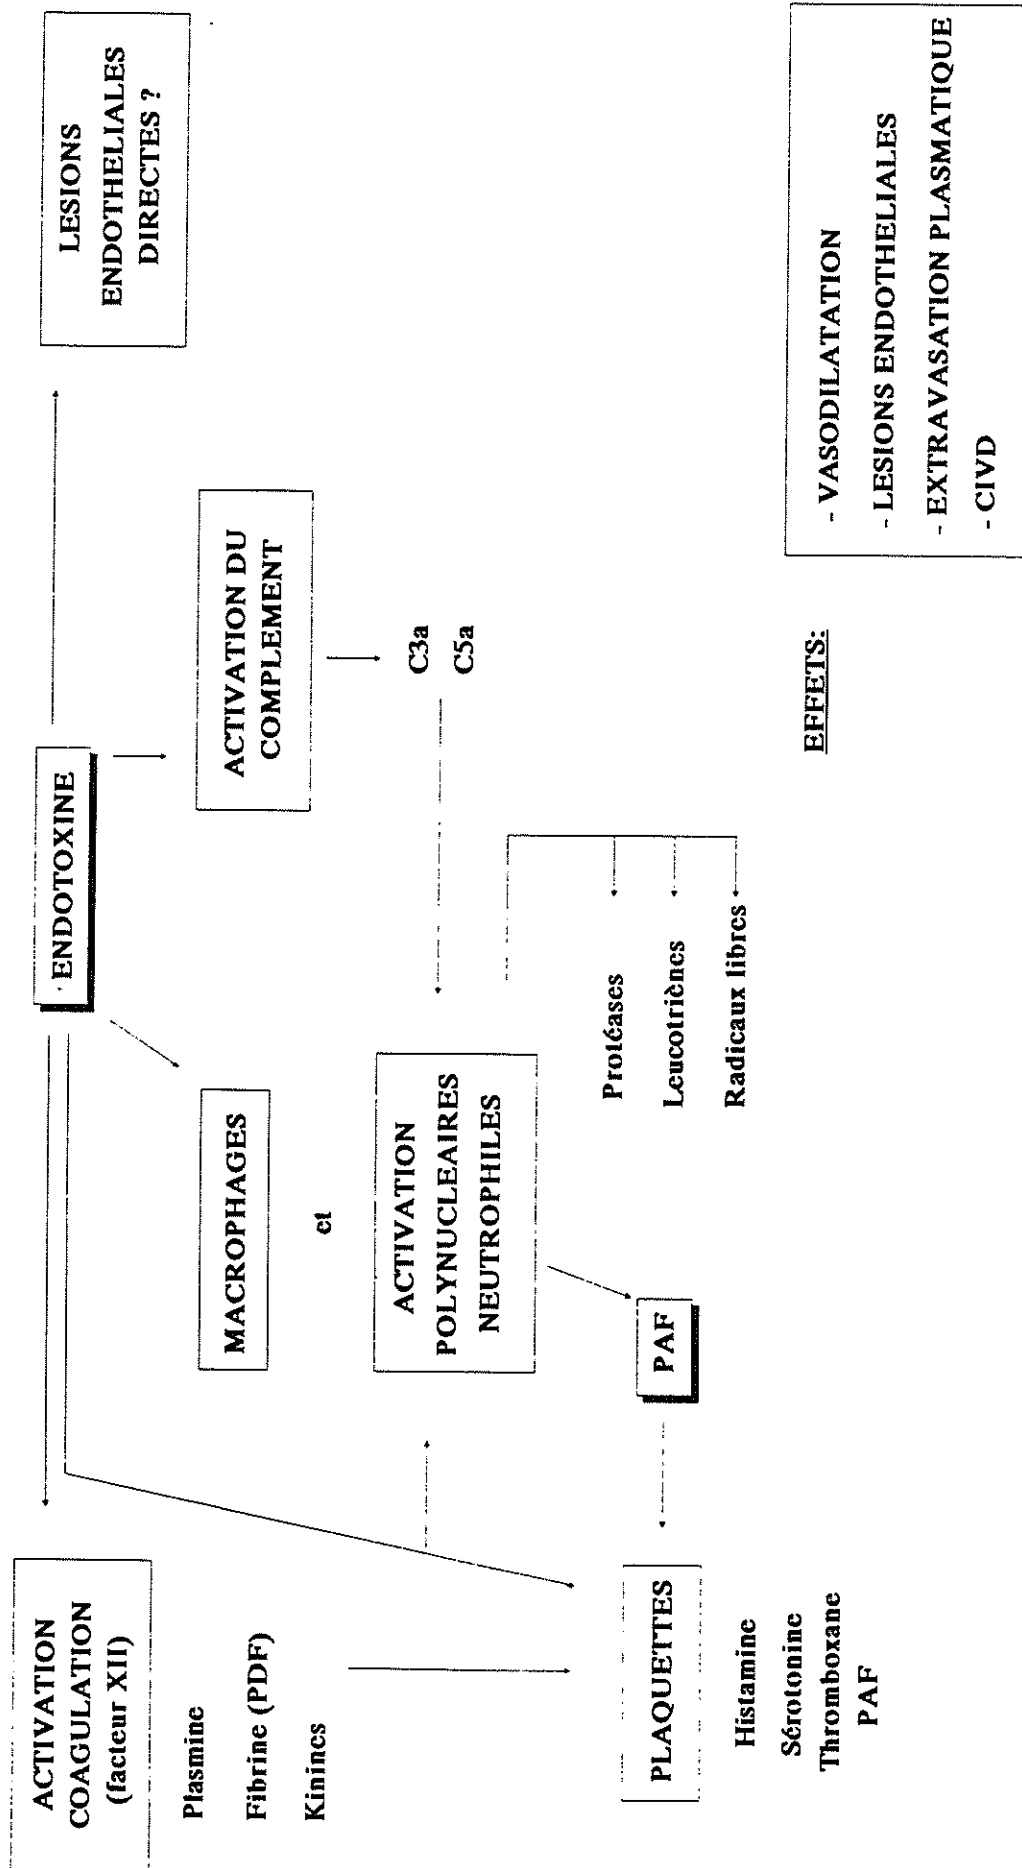 ENDOTOXINE
ACTIVATION
COAGULATION
(facteur XII)
Plasmine
Fibrine (PDF)
Kinines
MACROPHAGES
et
ACTIVATION
POLYNUCLEAIRES
NEUTROPHILES
ACTIVATION DU
COMPLEMENT
C3a
C5a
LESIONS
ENDOTHELIALES
DIRECTES ?
PLAQUETTES
Histamine
Sérotonine
Thromboxane
PAF
PAF
Protéases
Leucotriènes
Radicaux libres
EFFETS:
- VASODILATATION
- LESIONS ENDOTHELIALES
- EXTRAVASATION PLASMATIQUE
- CIVD